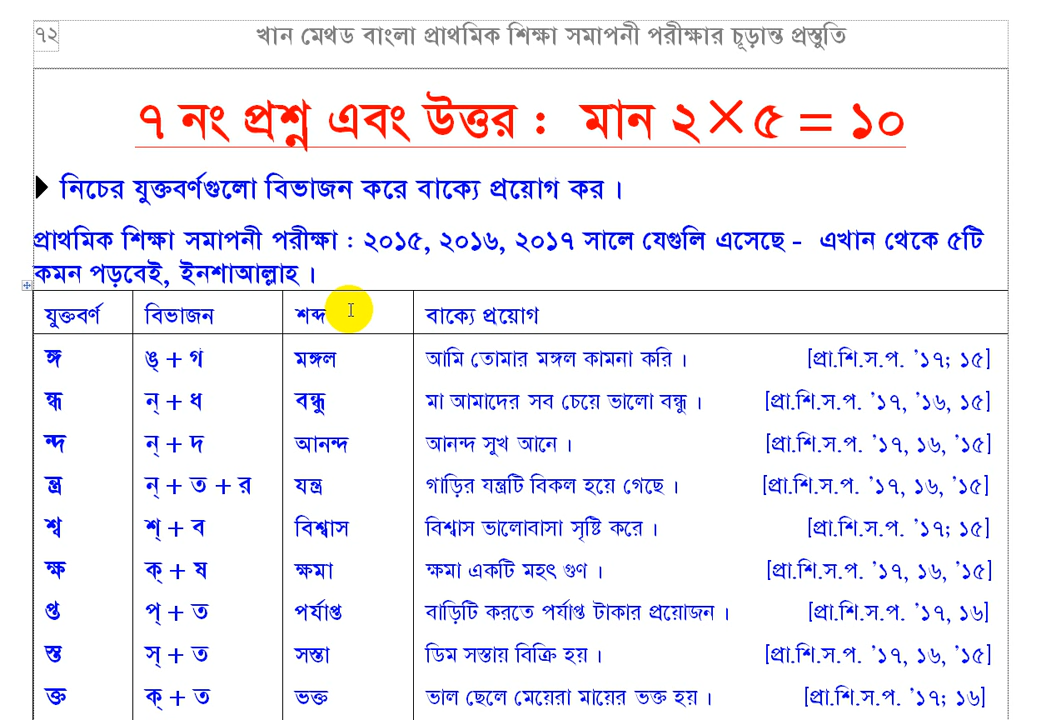 ৭২ খান মেথড বাংলা প্রাথমিক শিক্ষা সমাপনী পরীক্ষার চূড়ান্ত প্রস্তুতি
৭ নং প্রশ্ন এবং উত্তর : মান ২×৫ = ১০
নিচের যুক্তবর্ণগুলো বিভাজন করে বাক্যে প্রয়োগ কর ।
প্রাথমিক শিক্ষা সমাপনী পরীক্ষা : ২০১৫, ২০১৬, ২০১৭ সালে যেগুলি এসেছে - এখান থেকে ৫টি
কমন পড়বেই, ইনশাআল্লাহ ।
যুক্তবর্ণ বিভাজন শব্দ বাক্যে প্রয়োগ
ঙ্গ ঙ্ + গ মঙ্গল আমি তোমার মঙ্গল কামনা করি । [প্রা.শি.স.প. '১৭; ১৫]
ন্ধ ন্ + ধ বন্ধু মা আমাদের সব চেয়ে ভালো বন্ধু । [প্রা.শি.স.প. '১৭, '১৬, ১৫]
ন্দ ন্ + দ আনন্দ আনন্দ সুখ আনে । [প্রা.শি.স.প. '১৭, ১৬, '১৫]
ন্ত্র ন্ + ত + র যন্ত্র গাড়ির যন্ত্রটি বিকল হয়ে গেছে । [প্রা.শি.স.প. '১৭, ১৬, '১৫]
শ্ব শ্ + ব বিশ্বাস বিশ্বাস ভালোবাসা সৃষ্টি করে । [প্রা.শি.স.প. '১৭; ১৫]
ক্ষ ক্ + ষ ক্ষমা ক্ষমা একটি মহৎ গুণ । [প্রা.শি.স.প. '১৭, ১৬, '১৫]
প্ত প্ + ত পর্যাপ্ত বাড়িটি করতে পর্যাপ্ত টাকার প্রয়োজন । [প্রা.শি.স.প. '১৭, ১৬]
স্ত স্ + ত সস্তা ডিম সস্তায় বিক্রি হয় । [প্রা.শি.স.প. '১৭, ১৬, '১৫]
ক্ত ক্ + ত ভক্ত ভাল ছেলে মেয়েরা মায়ের ভক্ত হয় । [প্রা.শি.স.প. '১৭; ১৬]